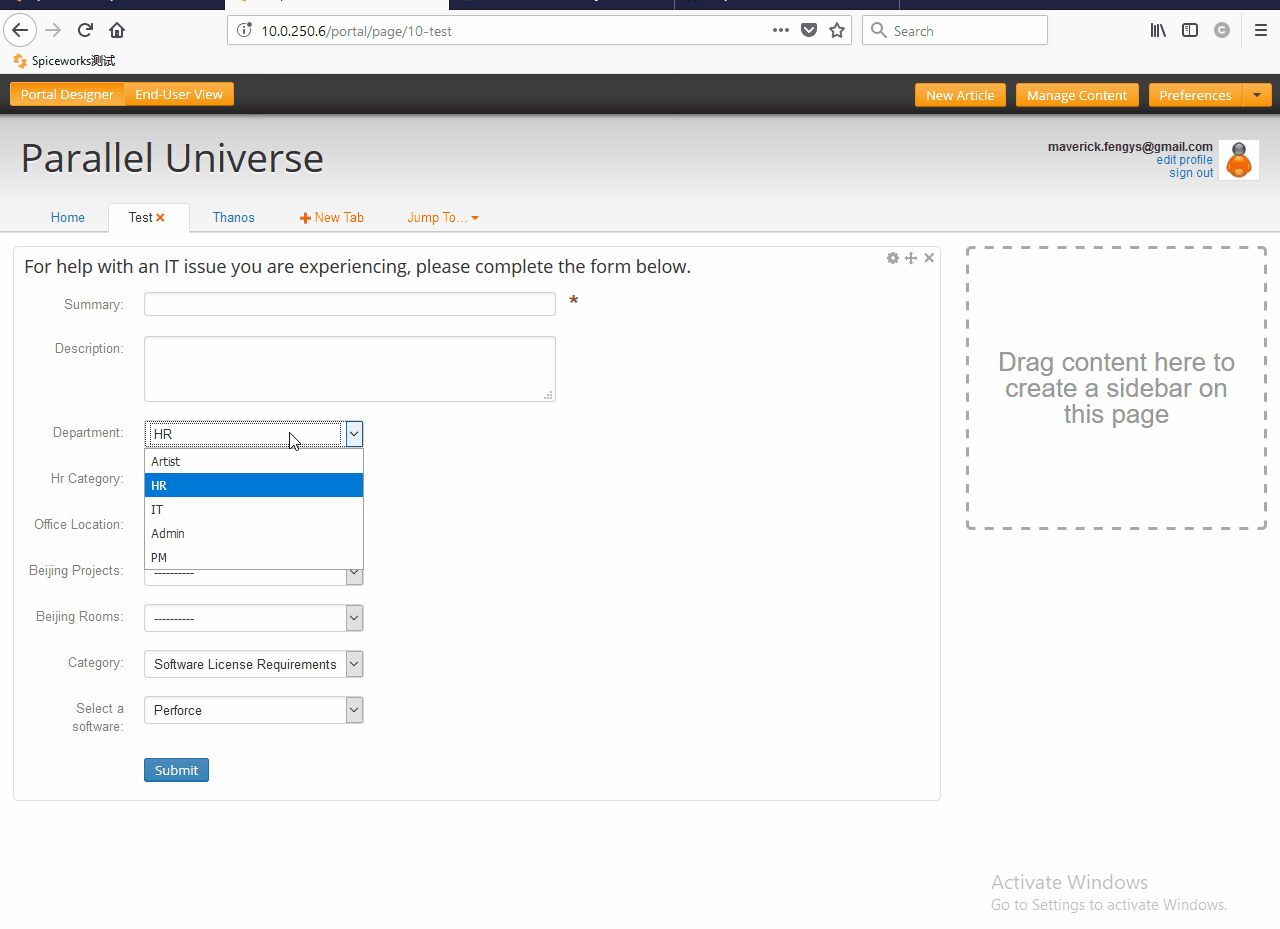 10.0.250.6/portal/page/10-test
Search
Spiceworks测试
Portal Designer
End-User View
New Article
Manage Content
Preferences
Parallel Universe
maverick.fengys@gmail.com
edit profile
sign out
Home
Test
Thanos
New Tab
Jump To...
For help with an IT issue you are experiencing, please complete the form below.
Summary:
*
Description:
Department:
HR
Artist
HR
IT
Admin
PM
Hr Category:
Office Location:
Beijing Projects:
----------
Beijing Rooms:
----------
Category:
Software License Requirements
Select a
software:
Perforce
Submit
Drag content here to
create a sidebar on
this page
Activate Windows
Go to Settings to activate Windows.